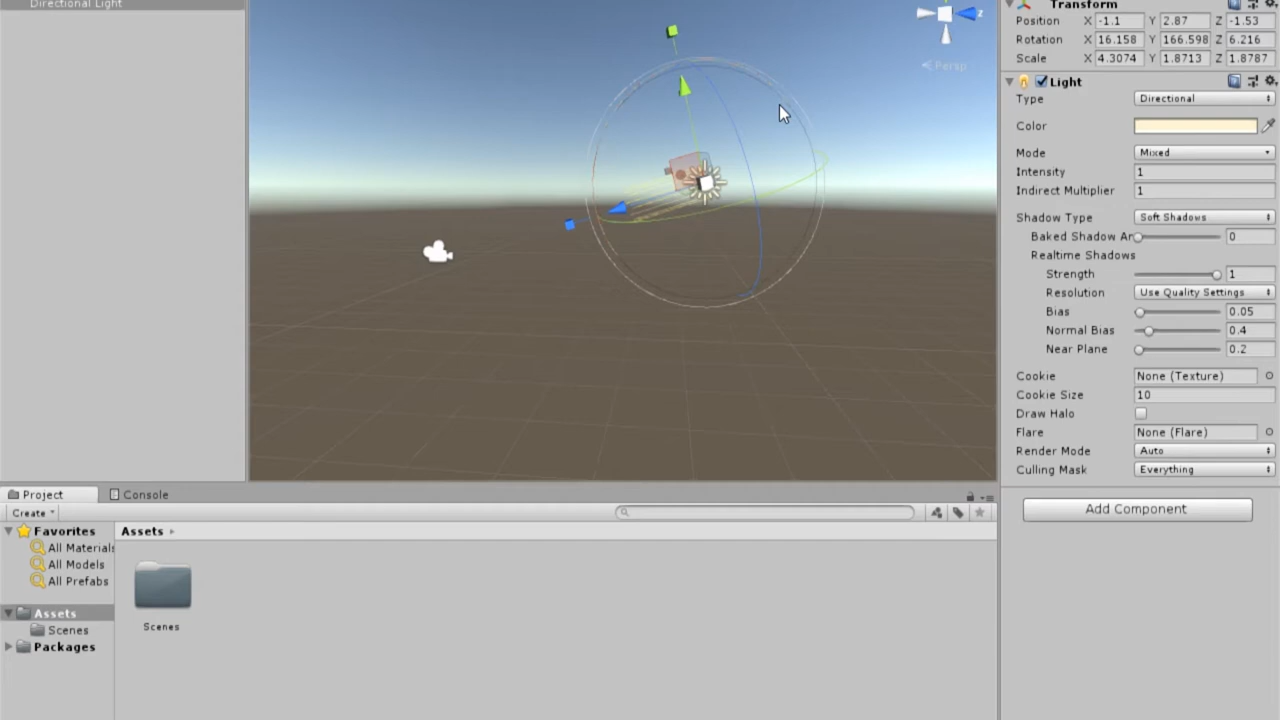 Directional Light
z
Persp
Transform
Position X -1.1 Y 2.87 Z -1.53
Rotation X 16.158 Y 166.598 Z 6.216
Scale X 4.3074 Y 1.8713 Z 1.8787
Light
Type Directional
Color
Mode Mixed
Intensity 1
Indirect Multiplier 1
Shadow Type Soft Shadows
Baked Shadow Ar 0
Realtime Shadows
Strength 1
Resolution Use Quality Settings
Bias 0.05
Normal Bias 0.4
Near Plane 0.2
Cookie None (Texture)
Cookie Size 10
Draw Halo
Flare None (Flare)
Render Mode Auto
Culling Mask Everything
Add Component
Project Console
Create
Favorites
All Materials
All Models
All Prefabs
Assets
Scenes
Packages
Assets
Scenes